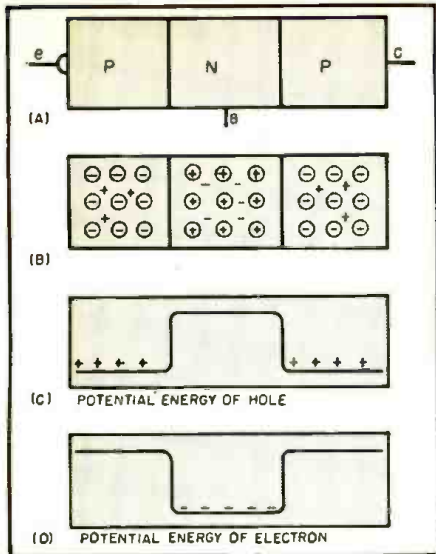 e P N P C
B
(A)
⊖ ⊖ ⊖ ⊕ ⊕ ⊕ ⊖ ⊖ ⊖
+ + - - + +
⊖ ⊖ ⊖ ⊕ ⊕ - ⊕ ⊖ ⊖ ⊖
+ - - - +
⊖ ⊖ ⊖ ⊕ ⊕ ⊕ ⊖ ⊖ ⊖
(B)
+ + + + + + + +
(C) POTENTIAL ENERGY OF HOLE
- - - - -
(D) POTENTIAL ENERGY OF ELECTRON